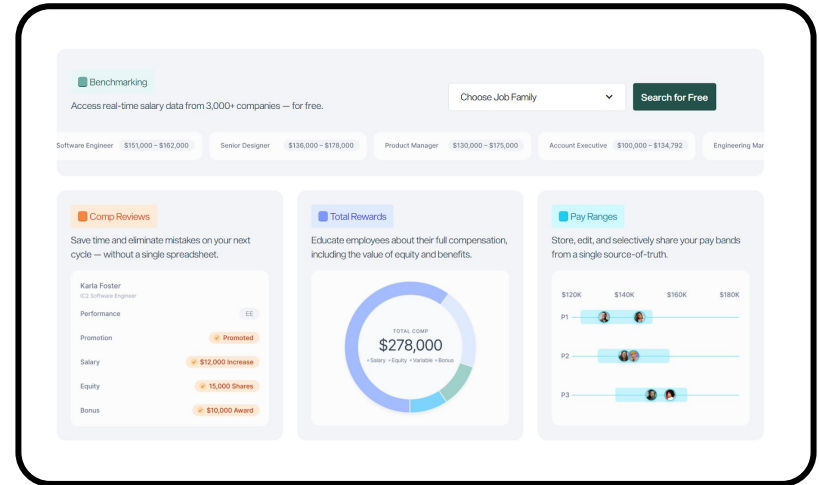 Benchmarking
Access real-time salary data from 3,000+ companies — for free.
Choose Job Family
Search for Free
Software Engineer $151,000 – $162,000
Senior Designer $136,000 – $178,000
Product Manager $130,000 – $175,000
Account Executive $100,000 – $134,792
Engineering Mar
Comp Reviews
Save time and eliminate mistakes on your next
cycle — without a single spreadsheet.
Karla Foster
IC2 Software Engineer
Performance EE
Promotion Promoted
Salary $12,000 Increase
Equity 15,000 Shares
Bonus $10,000 Award
Total Rewards
Educate employees about their full compensation,
including the value of equity and benefits.
TOTAL COMP
$278,000
Salary Equity Variable Bonus
Pay Ranges
Store, edit, and selectively share your pay bands
from a single source-of-truth.
$120K $140K $160K $180K
P1
P2
P3